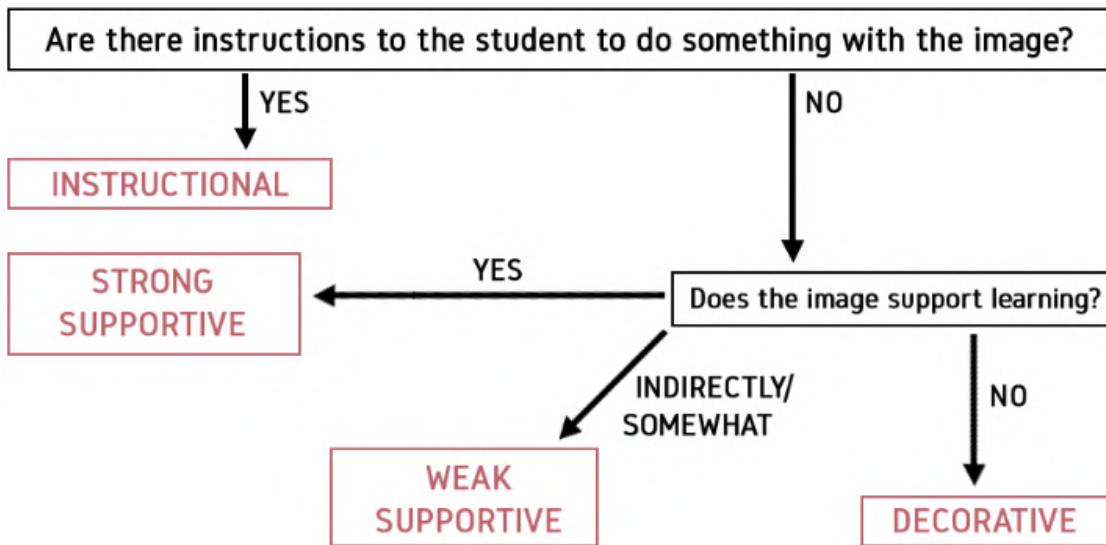 Are there instructions to the student to do something with the image?
YES
NO
INSTRUCTIONAL
STRONG
SUPPORTIVE
YES
Does the image support learning?
INDIRECTLY/
SOMEWHAT
NO
WEAK
SUPPORTIVE
DECORATIVE